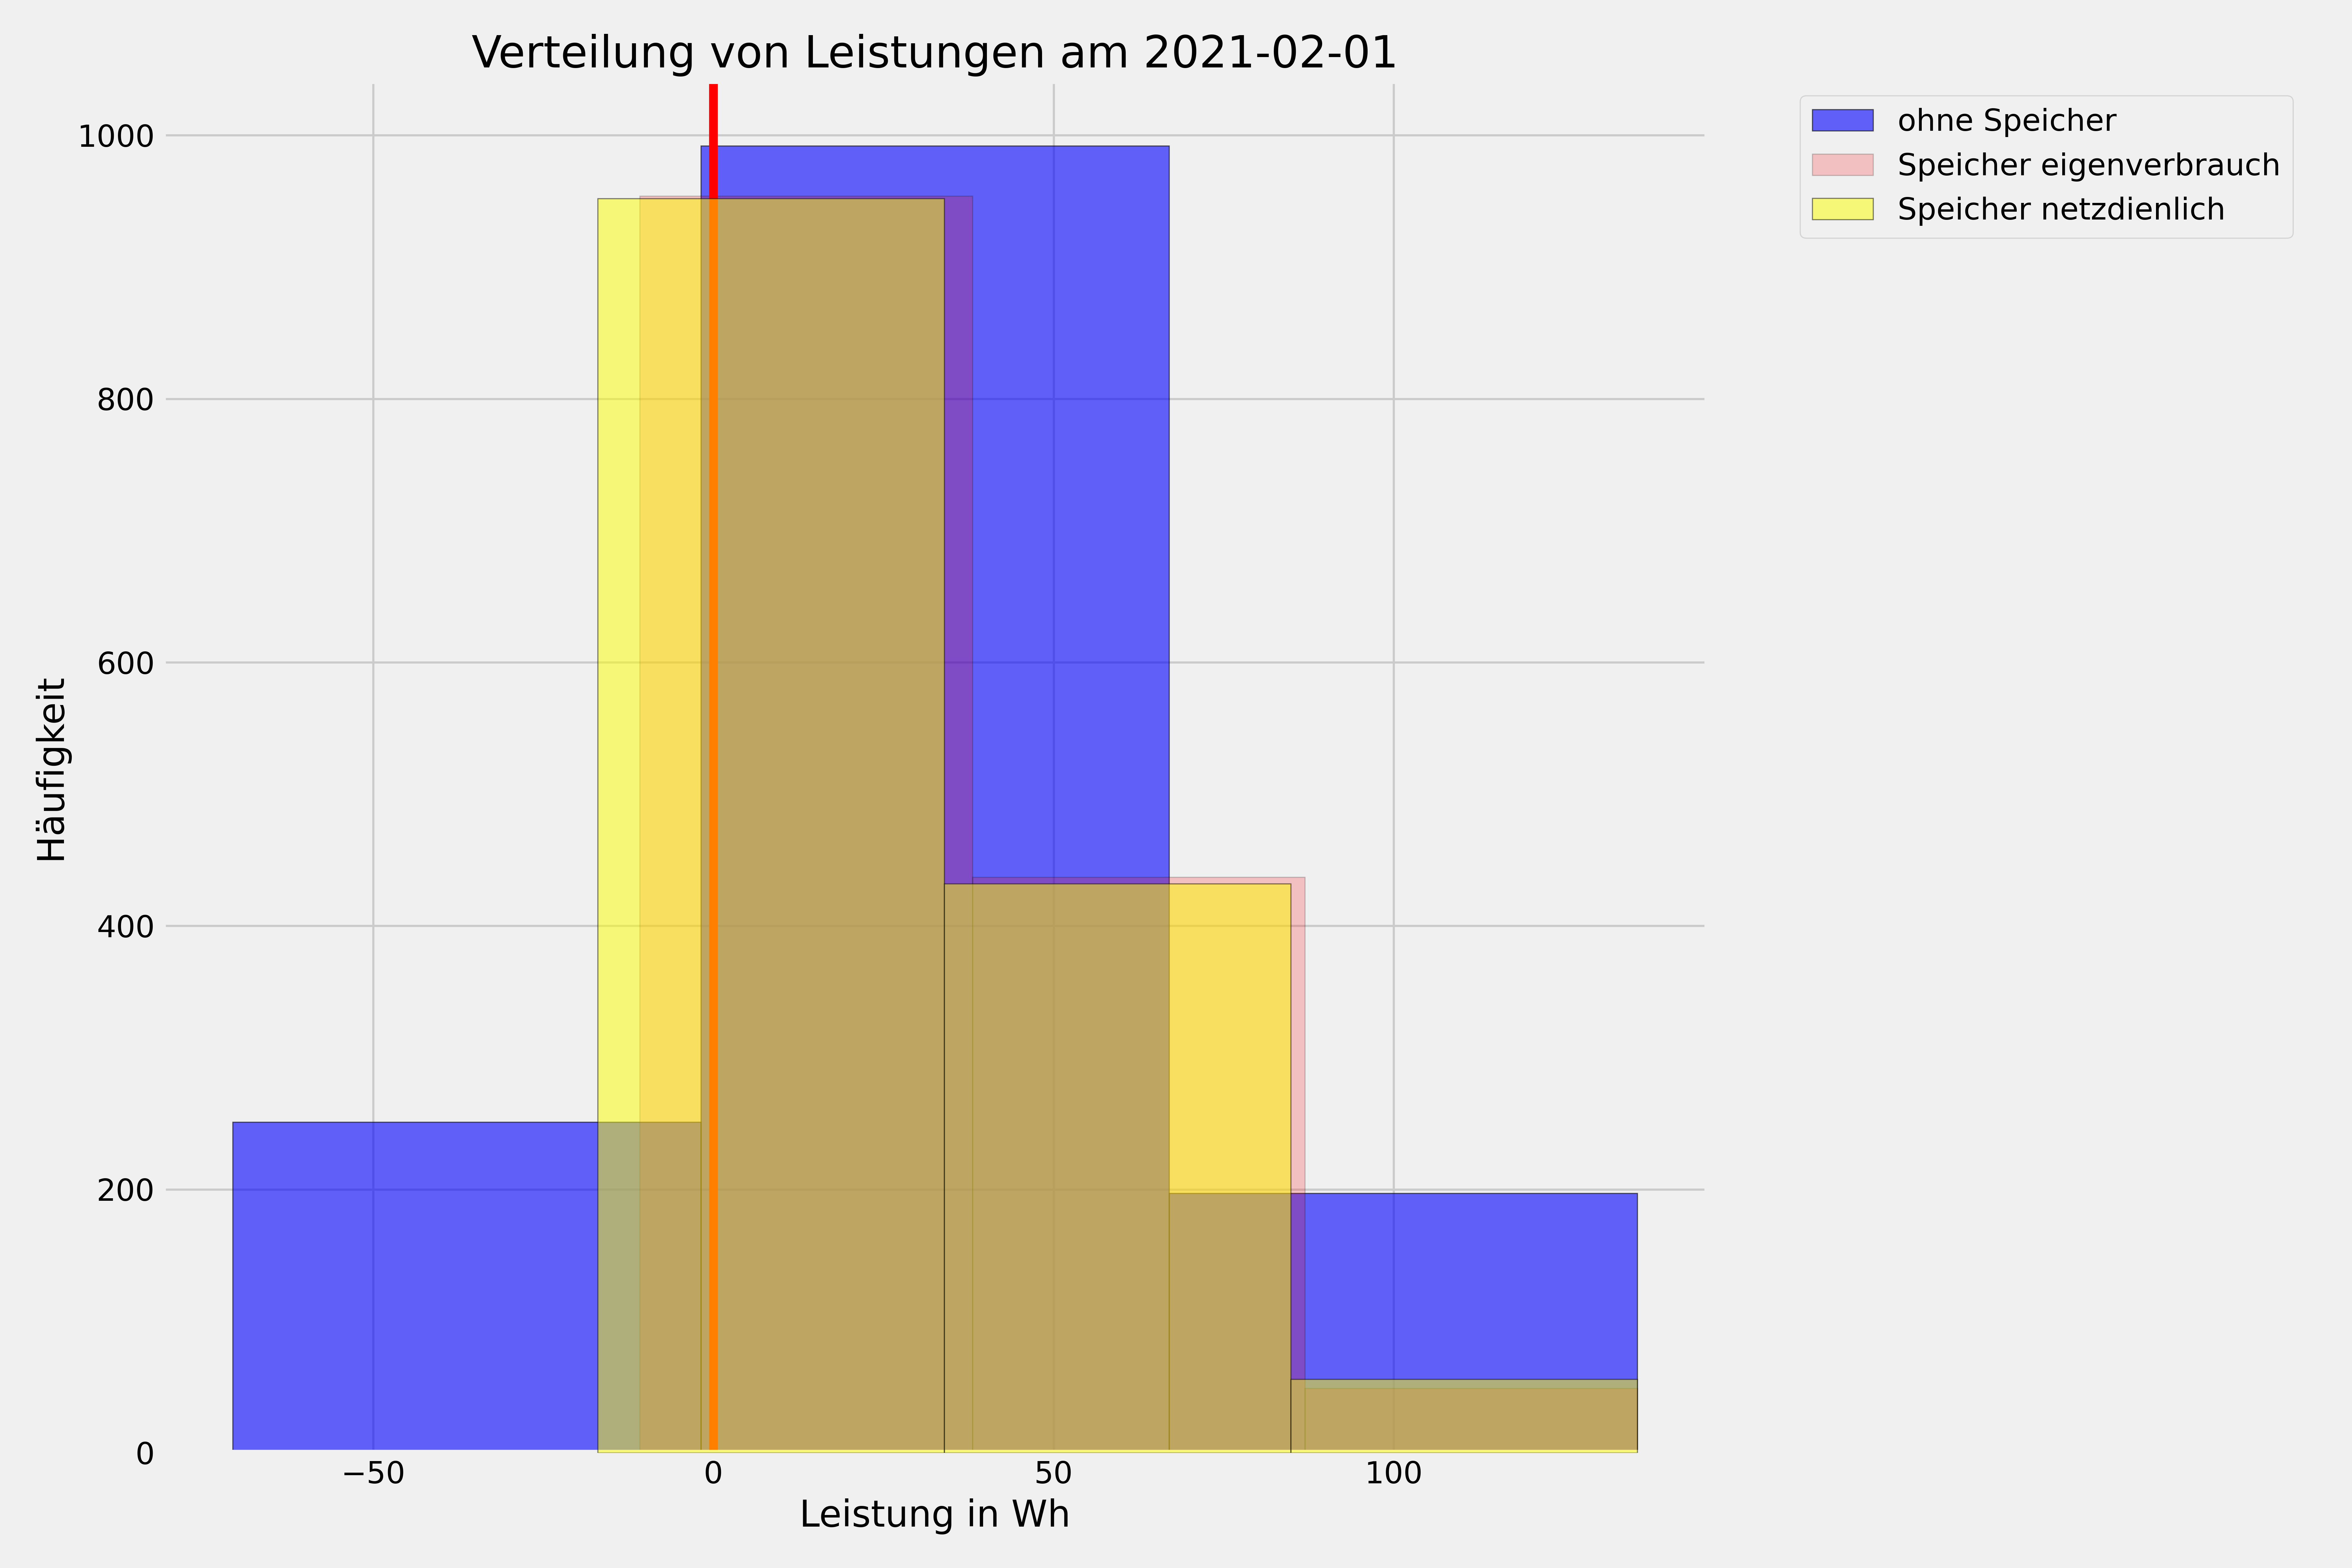 Verteilung von Leistungen am 2021-02-01
ohne Speicher
Speicher eigenverbrauch
Speicher netzdienlich
Häufigkeit
1000
800
600
400
200
0
−50
0
50
100
Leistung in Wh